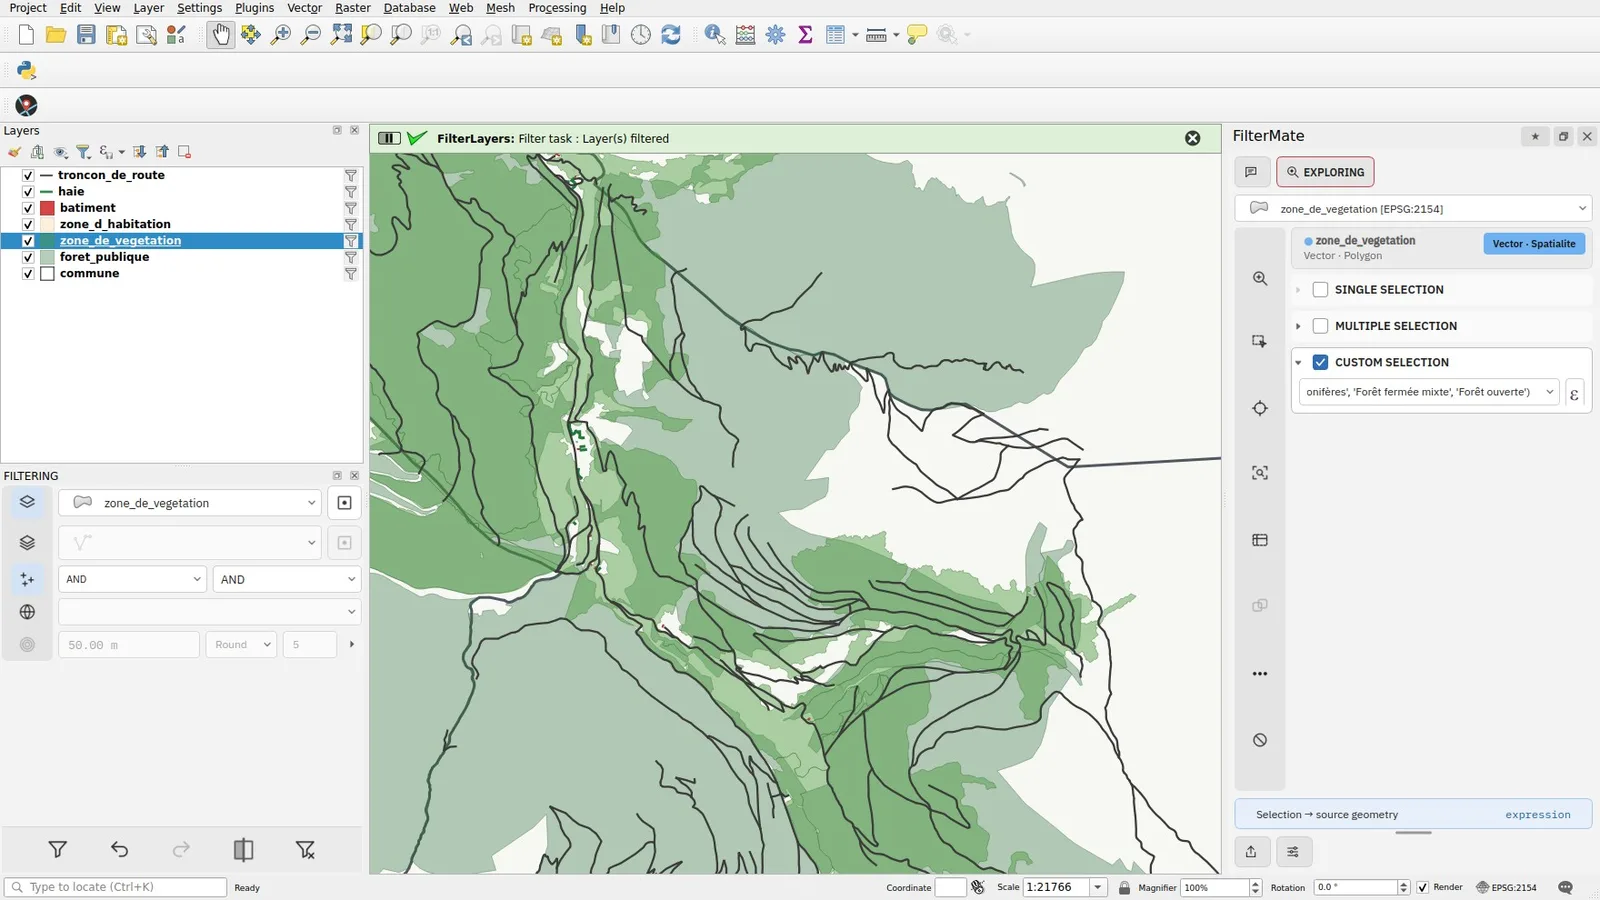 Project Edit View Layer Settings Plugins Vector Raster Database Web Mesh Processing Help
Layers
FilterLayers: Filter task : Layer(s) filtered
FilterMate
troncon_de_route
haie
batiment
zone_d_habitation
zone_de_vegetation
foret_publique
commune
EXPLORING
zone_de_vegetation [EPSG:2154]
zone_de_vegetation
Vector · Polygon
Vector · Spatialite
SINGLE SELECTION
MULTIPLE SELECTION
CUSTOM SELECTION
onifères', 'Forêt fermée mixte', 'Forêt ouverte')
ε
FILTERING
zone_de_vegetation
AND AND
50.00 m Round 5
Selection → source geometry expression
Type to locate (Ctrl+K) Ready Coordinate Scale 1:21766 Magnifier 100% Rotation 0.0 ° Render EPSG:2154